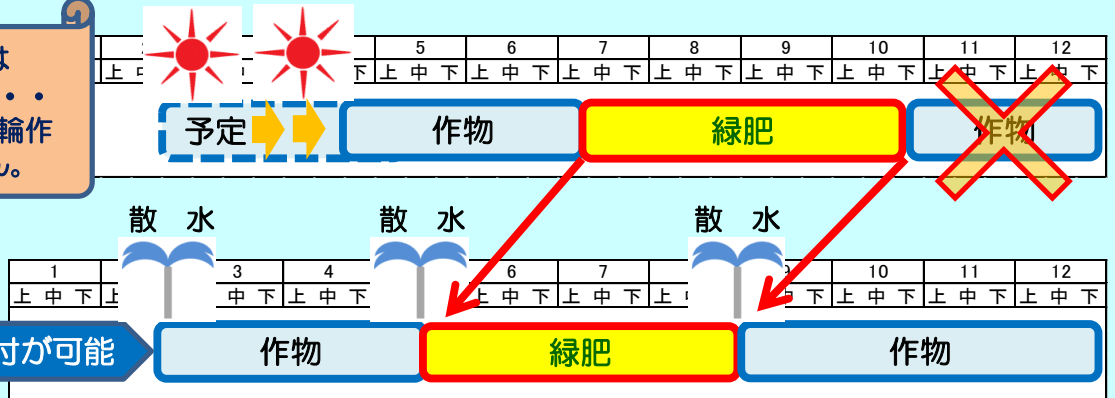 は
・・
輪作
ん。
5 6 7 8 9 10 11 12
上 中 下 上 中 下 上 中 下 上 中 下 上 中 下 上 中 下 上 中 下 上 中 下
予定 作物 緑肥 作物
散 水 散 水 散 水
1 3 4 6 7 9 10 11 12
上 中 下 上 中 下 上 中 下 上 中 下 上 中 下 上 下 上 中 下 上 中 下 上 中 下
付が可能 作物 緑肥 作物